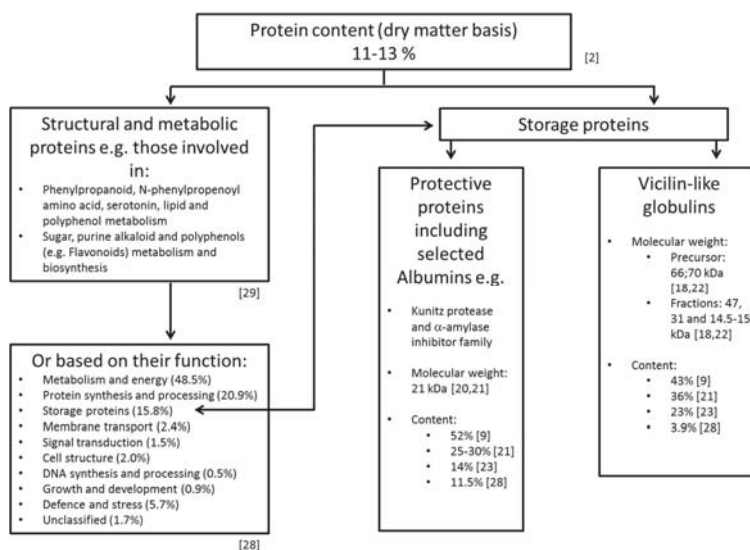 Protein content (dry matter basis)
11-13 %
[2]
Structural and metabolic
proteins e.g. those involved
in:
• Phenylpropanoid, N-phenylpropenoyl
amino acid, serotonin, lipid and
polyphenol metabolism
• Sugar, purine alkaloid and polyphenols
(e.g. Flavonoids) metabolism and
biosynthesis
[29]
Or based on their function:
• Metabolism and energy (48.5%)
• Protein synthesis and processing (20.9%)
• Storage proteins (15.8%)
• Membrane transport (2.4%)
• Signal transduction (1.5%)
• Cell structure (2.0%)
• DNA synthesis and processing (0.5%)
• Growth and development (0.9%)
• Defence and stress (5.7%)
• Unclassified (1.7%)
[28]
Storage proteins
Protective
proteins
including
selected
Albumins e.g.
• Kunitz protease
and α-amylase
inhibitor family
• Molecular weight:
21 kDa [20,21]
• Content:
• 52% [9]
• 25-30% [21]
• 14% [23]
• 11.5% [28]
Vicilin-like
globulins
• Molecular weight:
• Precursor:
66;70 kDa
[18,22]
• Fractions: 47,
31 and 14.5-15
kDa [18,22]
• Content:
• 43% [9]
• 36% [21]
• 23% [23]
• 3.9% [28]